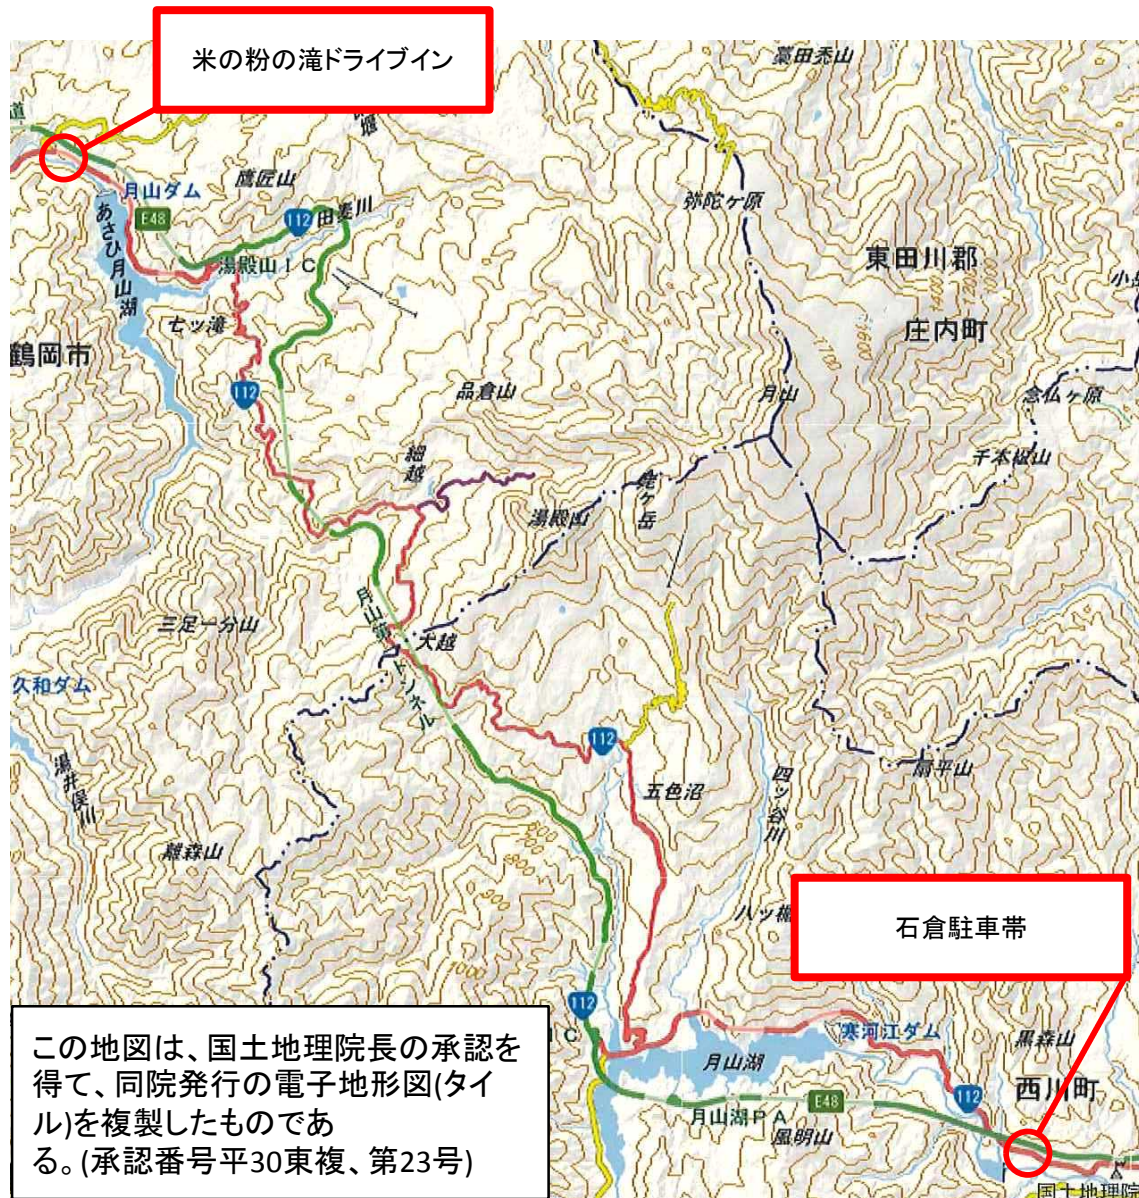 米の粉の滝ドライブイン
藁田禿山
道
鷹匠山
月山ダム
弥陀ヶ原
E48
112
田麦川
あさひ月山湖
湯殿山IC
東田川郡
庄内町
七ッ滝
鶴岡市
112
品倉山
月山
念仏ヶ原
細越
千本桜山
湯殿山
姥ヶ岳
三足一分山
大越
月山第一トンネル
久和ダム
112
湯井俣川
五色沼
四ッ谷川
扇平山
離森山
石倉駐車帯
1000
112
寒河江ダム
黒森山
月山湖
西川町
112
月山湖PA
E48
風明山
国土地理院
この地図は、国土地理院長の承認を
得て、同院発行の電子地形図(タイ
ル)を複製したものであ
る。(承認番号平30東複、第23号)